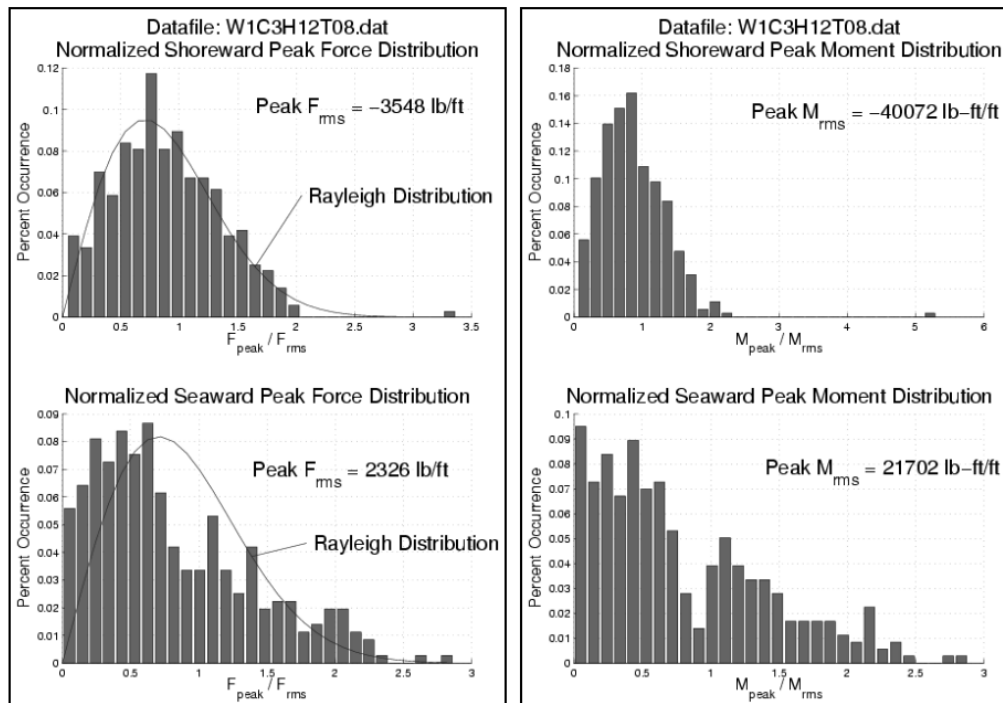 Datafile: W1C3H12T08.dat
Normalized Shoreward Peak Force Distribution
0.12
0.1
0.08
0.06
0.04
0.02
0
Percent Occurrence
Peak F_rms = −3548 lb/ft
Rayleigh Distribution
0 0.5 1 1.5 2 2.5 3 3.5
F_peak / F_rms
Normalized Seaward Peak Force Distribution
0.09
0.08
0.07
0.06
0.05
0.04
0.03
0.02
0.01
0
Percent Occurrence
Peak F_rms = 2326 lb/ft
Rayleigh Distribution
0 0.5 1 1.5 2 2.5 3
F_peak / F_rms
Datafile: W1C3H12T08.dat
Normalized Shoreward Peak Moment Distribution
0.18
0.16
0.14
0.12
0.1
0.08
0.06
0.04
0.02
0
Percent Occurrence
Peak M_rms = −40072 lb−ft/ft
0 1 2 3 4 5 6
M_peak / M_rms
Normalized Seaward Peak Moment Distribution
0.1
0.09
0.08
0.07
0.06
0.05
0.04
0.03
0.02
0.01
0
Percent Occurrence
Peak M_rms = 21702 lb−ft/ft
0 0.5 1 1.5 2 2.5 3
M_peak / M_rms